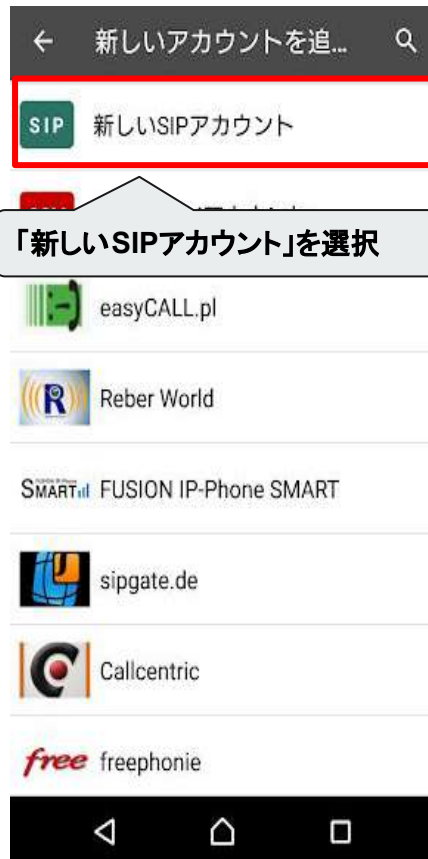 新しいアカウントを追...
SIP 新しいSIPアカウント
「新しいSIPアカウント」を選択
easyCALL.pl
R Reber World
SMART FUSION IP-Phone SMART
sipgate.de
Callcentric
free freephonie